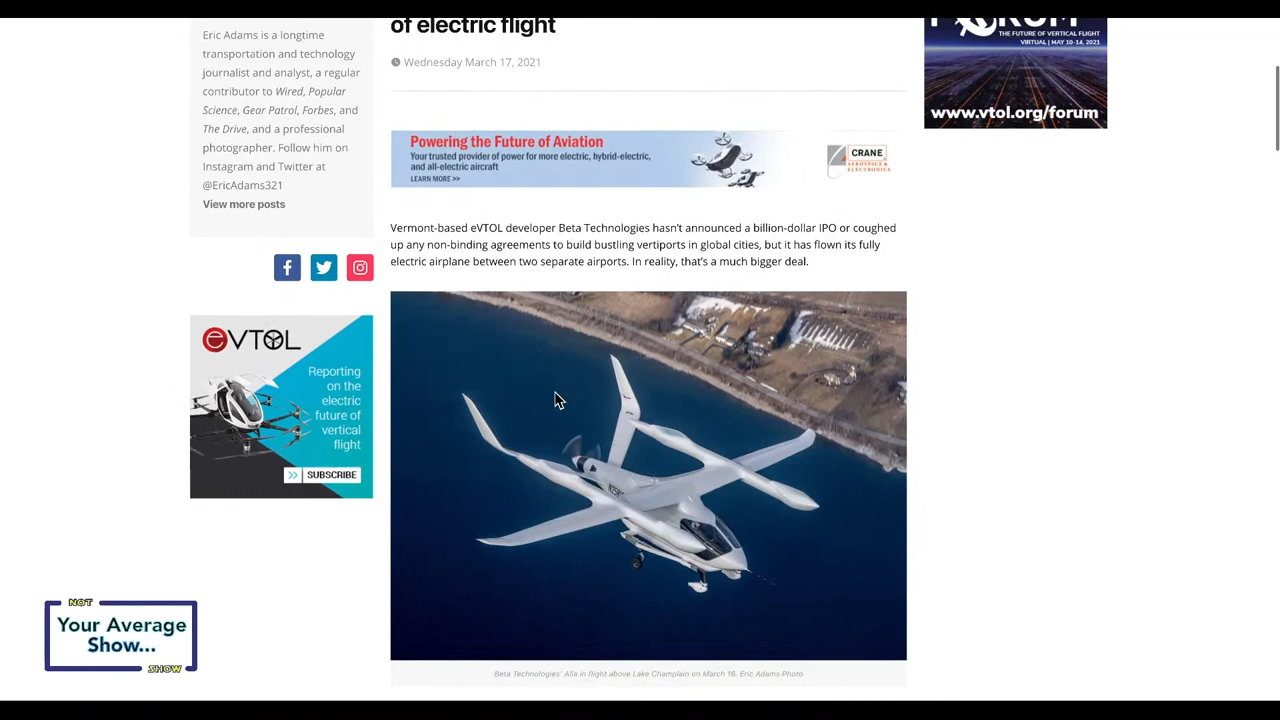 Eric Adams is a longtime
transportation and technology
journalist and analyst, a regular
contributor to Wired, Popular
Science, Gear Patrol, Forbes, and
The Drive, and a professional
photographer. Follow him on
Instagram and Twitter at
@EricAdams321
View more posts
eVTOL
Reporting
on the
electric
future of
vertical
flight
>> SUBSCRIBE
NOT
Your Average
Show...
SHOW
of electric flight
Wednesday March 17, 2021
Powering the Future of Aviation
Your trusted provider of power for more electric, hybrid-electric,
and all-electric aircraft
LEARN MORE >>
CRANE
AEROSPACE &
ELECTRONICS
Vermont-based eVTOL developer Beta Technologies hasn't announced a billion-dollar IPO or coughed
up any non-binding agreements to build bustling vertiports in global cities, but it has flown its fully
electric airplane between two separate airports. In reality, that's a much bigger deal.
Beta Technologies' Alia in flight above Lake Champlain on March 16. Eric Adams Photo
THE FUTURE OF VERTICAL FLIGHT
VIRTUAL | MAY 10-14, 2021
www.vtol.org/forum